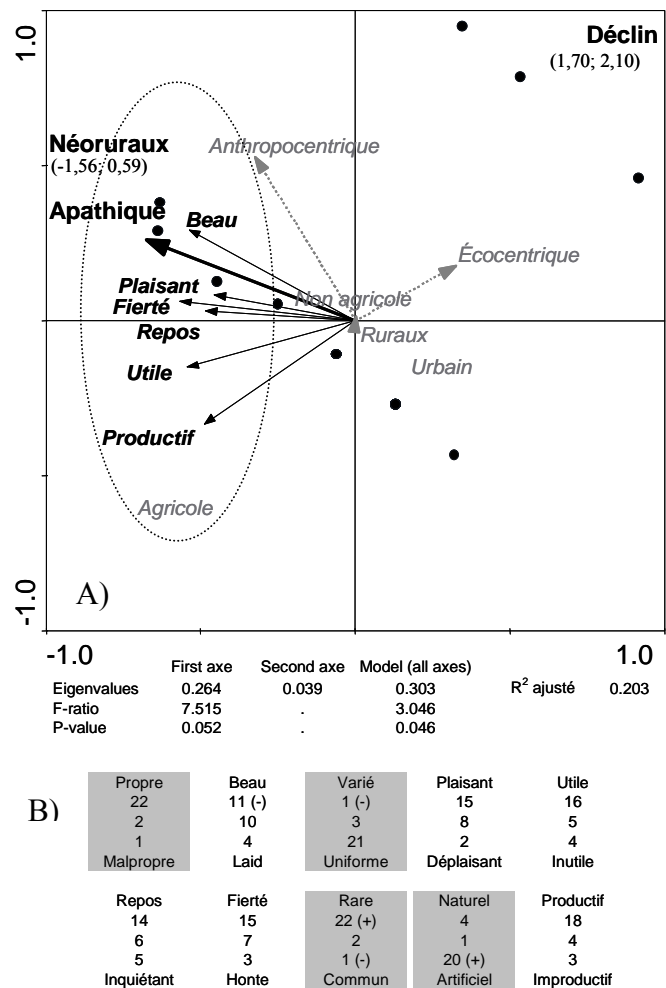 1.0
Déclin
(1,70; 2,10)
Néoruraux
(-1,56; 0,59)
Anthropocentrique
Apathique
Beau
Écocentrique
Plaisant
Non agricole
Fierté
Ruraux
Repos
Utile
Urbain
Productif
Agricole
A)
-1.0
-1.0
1.0
First axe Second axe Model (all axes)
Eigenvalues 0.264 0.039 0.303 R² ajusté 0.203
F-ratio 7.515 . 3.046
P-value 0.052 . 0.046
B)
Propre Beau Varié Plaisant Utile
22 11 (-) 1 (-) 15 16
2 10 3 8 5
1 4 21 2 4
Malpropre Laid Uniforme Déplaisant Inutile
Repos Fierté Rare Naturel Productif
14 15 22 (+) 4 18
6 7 2 1 4
5 3 1 (-) 20 (+) 3
Inquiétant Honte Commun Artificiel Improductif